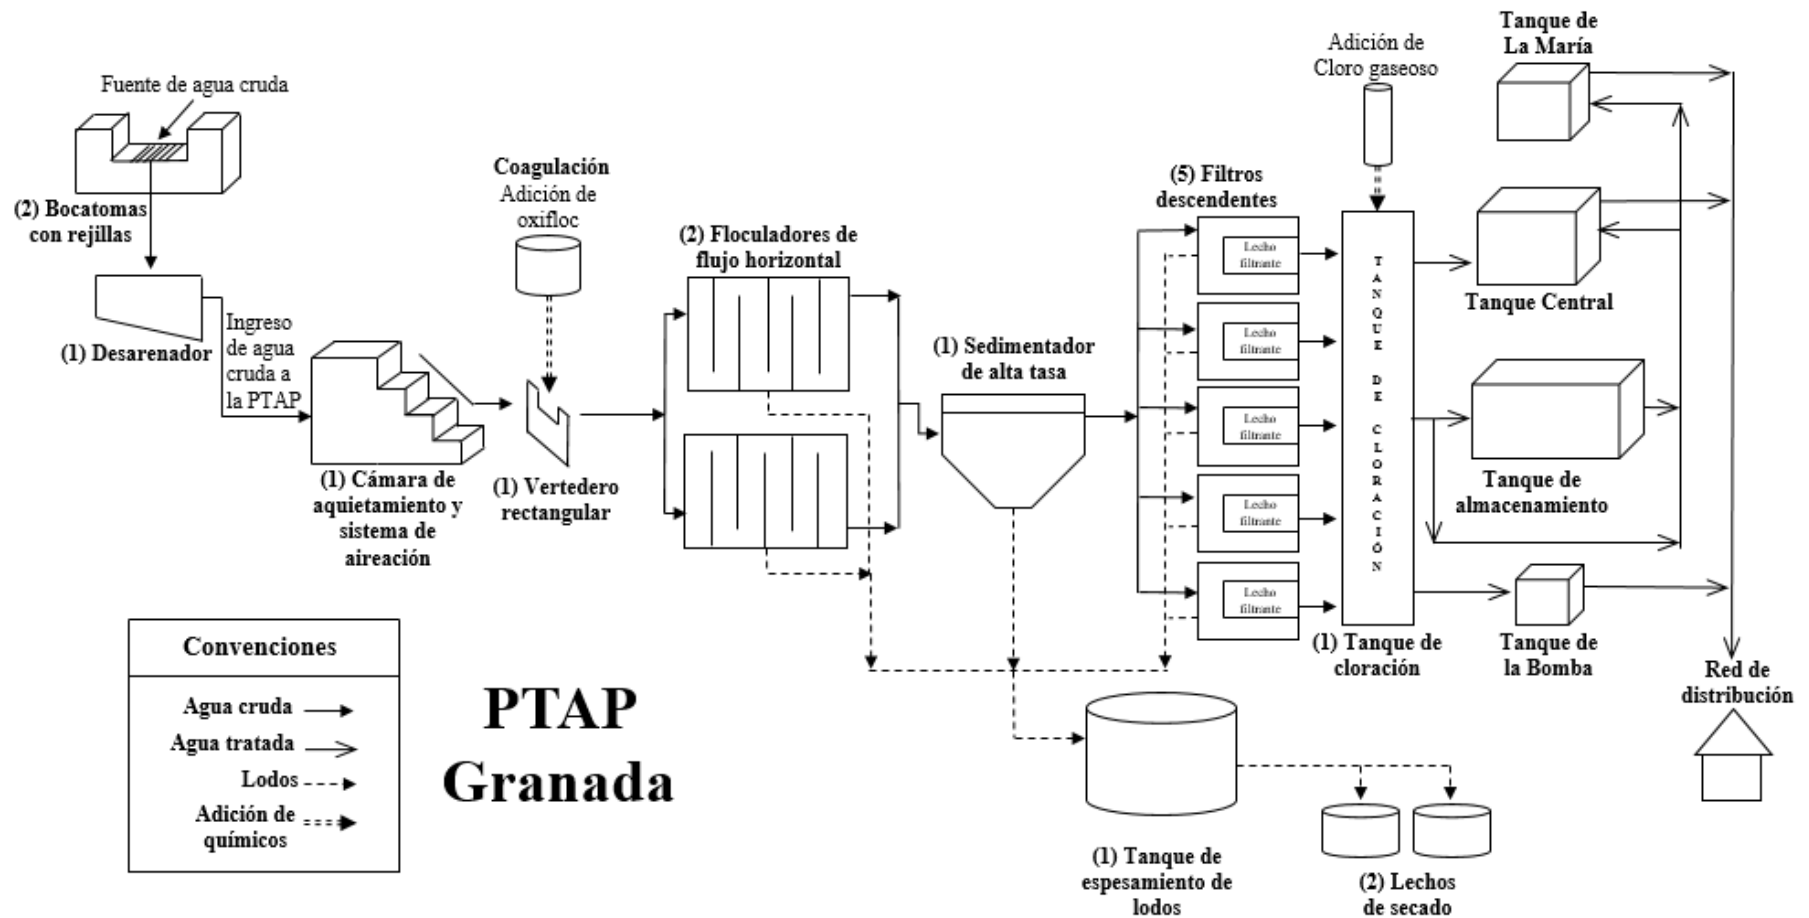 Fuente de agua cruda
(2) Bocatomas
con rejillas
(1) Desarenador
Ingreso
de agua
cruda a
la PTAP
(1) Cámara de
aquietamiento y
sistema de
aireación
Coagulación
Adición de
oxifloc
(1) Vertedero
rectangular
(2) Floculadores de
flujo horizontal
(1) Sedimentador
de alta tasa
(5) Filtros
descendentes
Lecho
filtrante
Lecho
filtrante
Lecho
filtrante
Lecho
filtrante
Lecho
filtrante
Adición de
Cloro gaseoso
TANQUE DE CLORACIÓN
(1) Tanque de
cloración
Tanque de
La María
Tanque Central
Tanque de
almacenamiento
Tanque de
la Bomba
Red de
distribución
(1) Tanque de
espesamiento de
lodos
(2) Lechos
de secado
Convenciones
Agua cruda
Agua tratada
Lodos
Adición de
químicos
PTAP
Granada